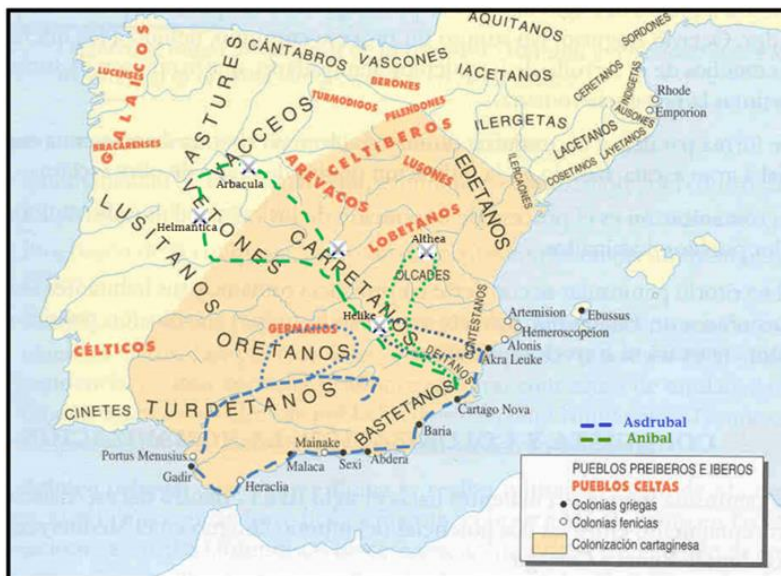 AQUITANOS
SORDONES
CÁNTABROS
VASCONES
IACETANOS
CERETANOS
INDIGETAS
AUSONES
Rhode
Emporion
GALAICOS
LUCENSES
BRACARENSES
ASTURES
BERONES
TURMODIGOS
PELENDONES
VACCEOS
CELTIBEROS
AREVACOS
LUSONES
ILERGETAS
LACETANOS
LAYETANOS
COSETANOS
ILERCAONES
EDETANOS
Arbacula
LUSITANOS
VETONES
Helmantica
CARRETANOS
LOBETANOS
Althea
OLCADES
Helike
CONTESTANOS
Artemision
Hemeroscopeion
Ebussus
Alonis
Akra Leuke
DEITANOS
GERMANOS
ORETANOS
CÉLTICOS
CINETES
TURDETANOS
BASTETANOS
Cartago Nova
Portus Menusius
Gadir
Heraclia
Mainake
Malaca
Sexi
Abdera
Baria
Asdrubal
Anibal
PUEBLOS PREIBEROS E IBEROS
PUEBLOS CELTAS
Colonias griegas
Colonias fenicias
Colonización cartaginesa